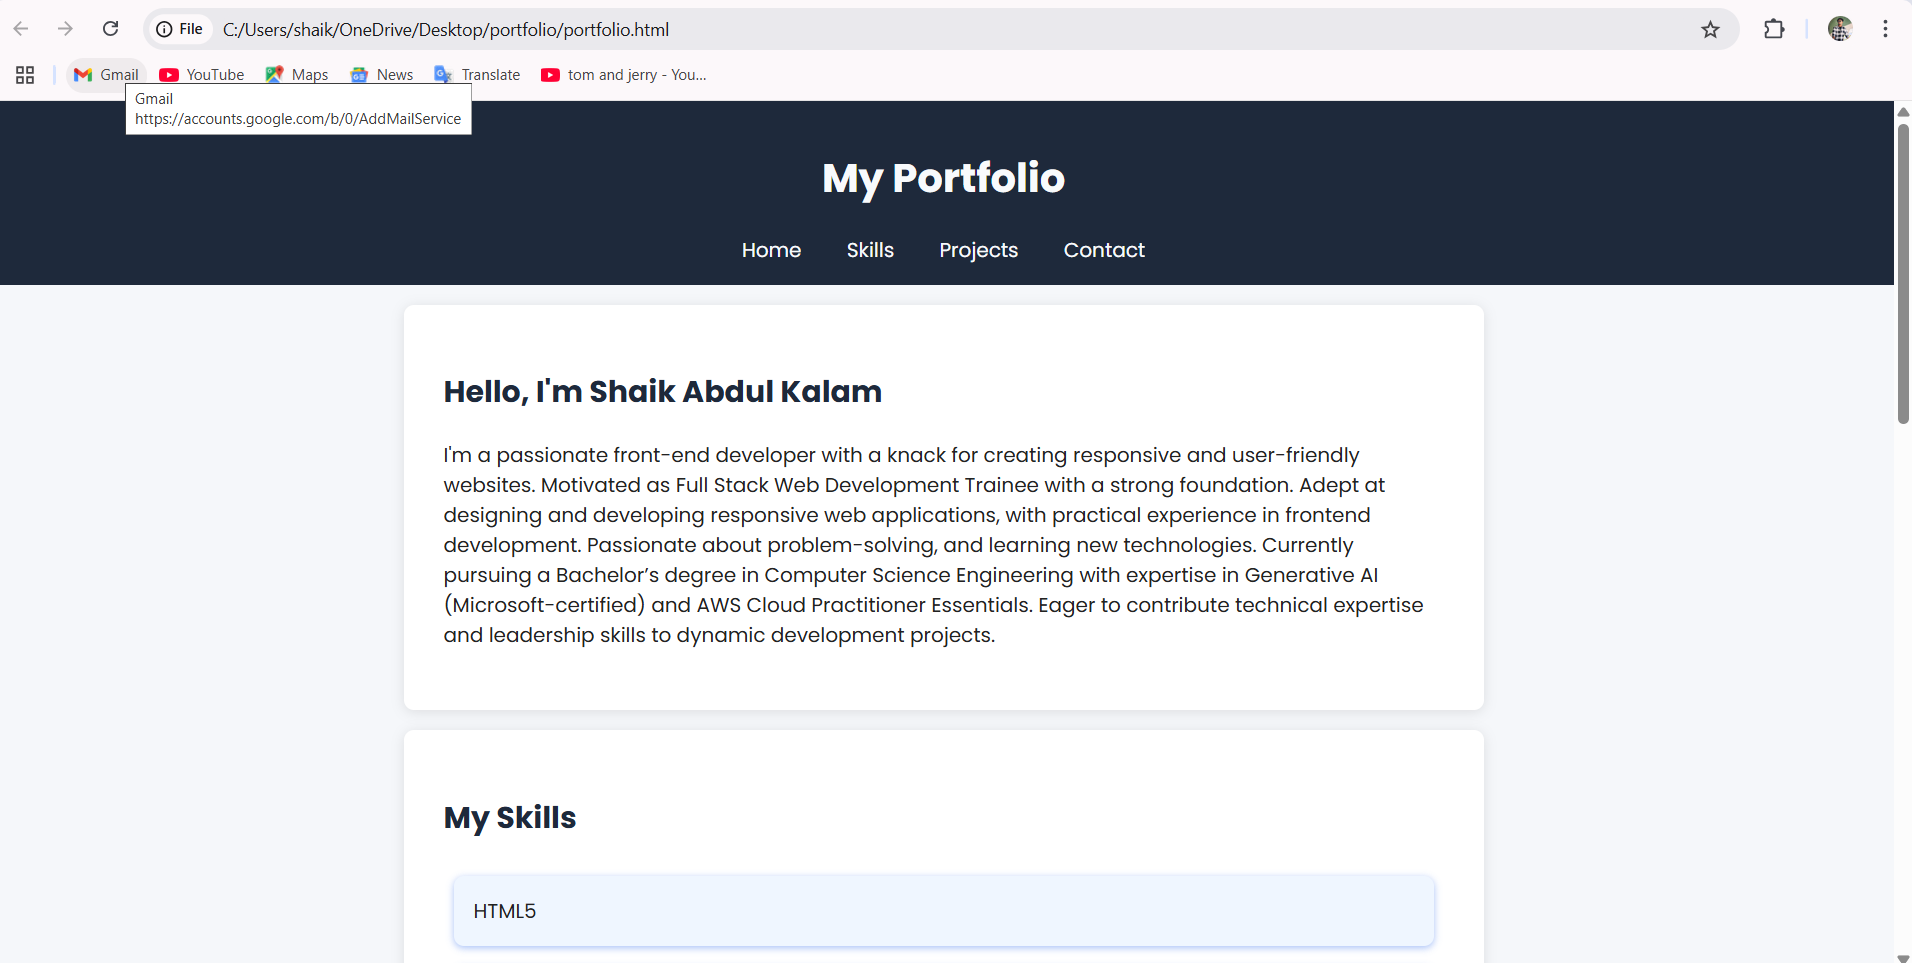 File C:/Users/shaik/OneDrive/Desktop/portfolio/portfolio.html
Gmail YouTube Maps News Translate tom and jerry - You...
Gmail
https://accounts.google.com/b/0/AddMailService
My Portfolio
Home Skills Projects Contact
Hello, I'm Shaik Abdul Kalam
I'm a passionate front-end developer with a knack for creating responsive and user-friendly
websites. Motivated as Full Stack Web Development Trainee with a strong foundation. Adept at
designing and developing responsive web applications, with practical experience in frontend
development. Passionate about problem-solving, and learning new technologies. Currently
pursuing a Bachelor’s degree in Computer Science Engineering with expertise in Generative AI
(Microsoft-certified) and AWS Cloud Practitioner Essentials. Eager to contribute technical expertise
and leadership skills to dynamic development projects.
My Skills
HTML5